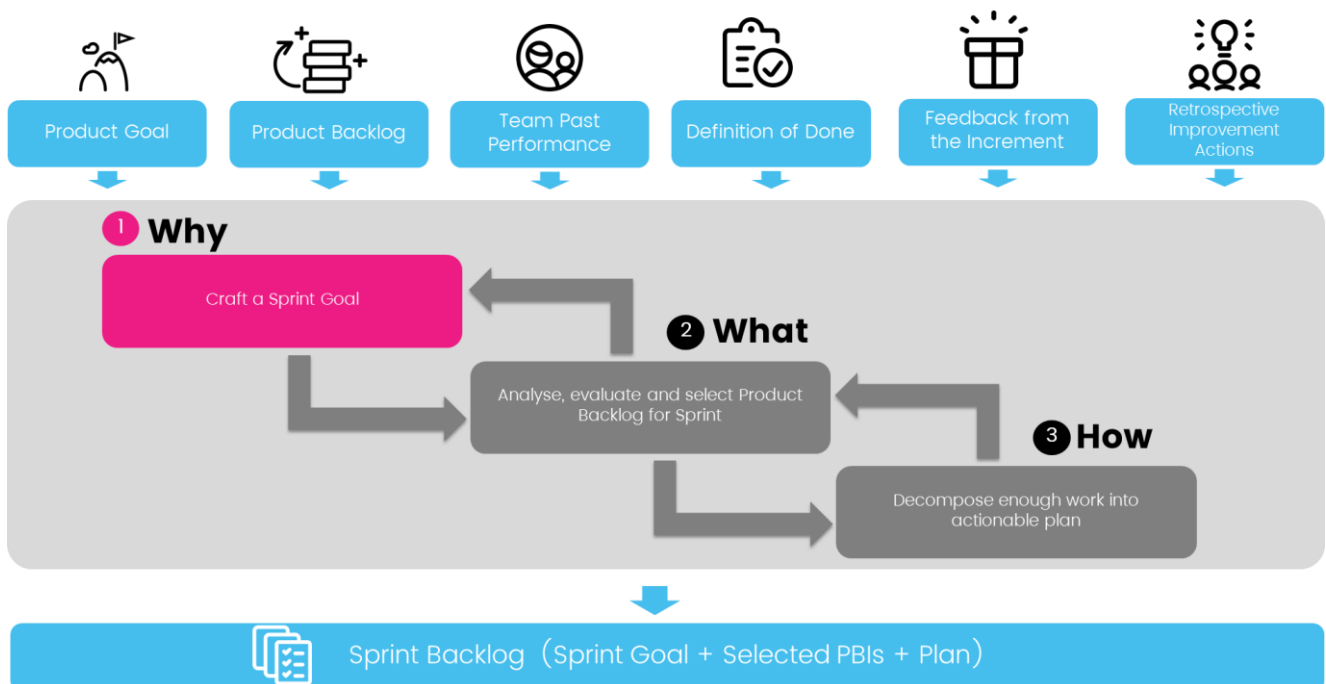 Product Goal
Product Backlog
Team Past
Performance
Definition of Done
Feedback from
the Increment
Retrospective
Improvement
Actions
1 Why
Craft a Sprint Goal
2 What
Analyse, evaluate and select Product
Backlog for Sprint
3 How
Decompose enough work into
actionable plan
Sprint Backlog (Sprint Goal + Selected PBIs + Plan)